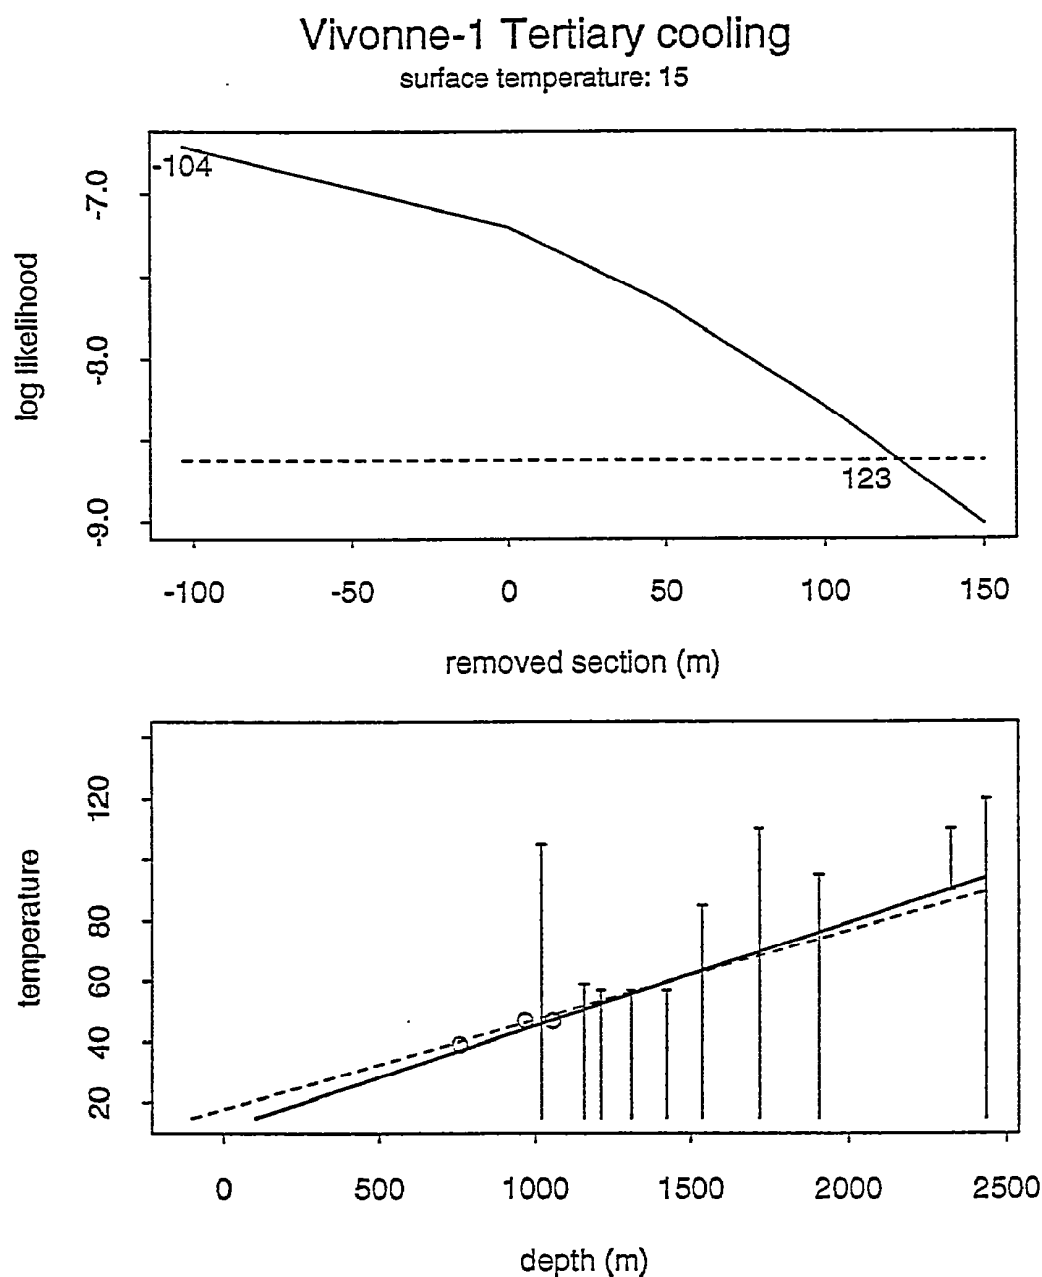 Vivonne-1 Tertiary cooling
surface temperature: 15
-104
123
-7.0
-8.0
-9.0
log likelihood
-100 -50 0 50 100 150
removed section (m)
120
80
60
40
20
temperature
0 500 1000 1500 2000 2500
depth (m)